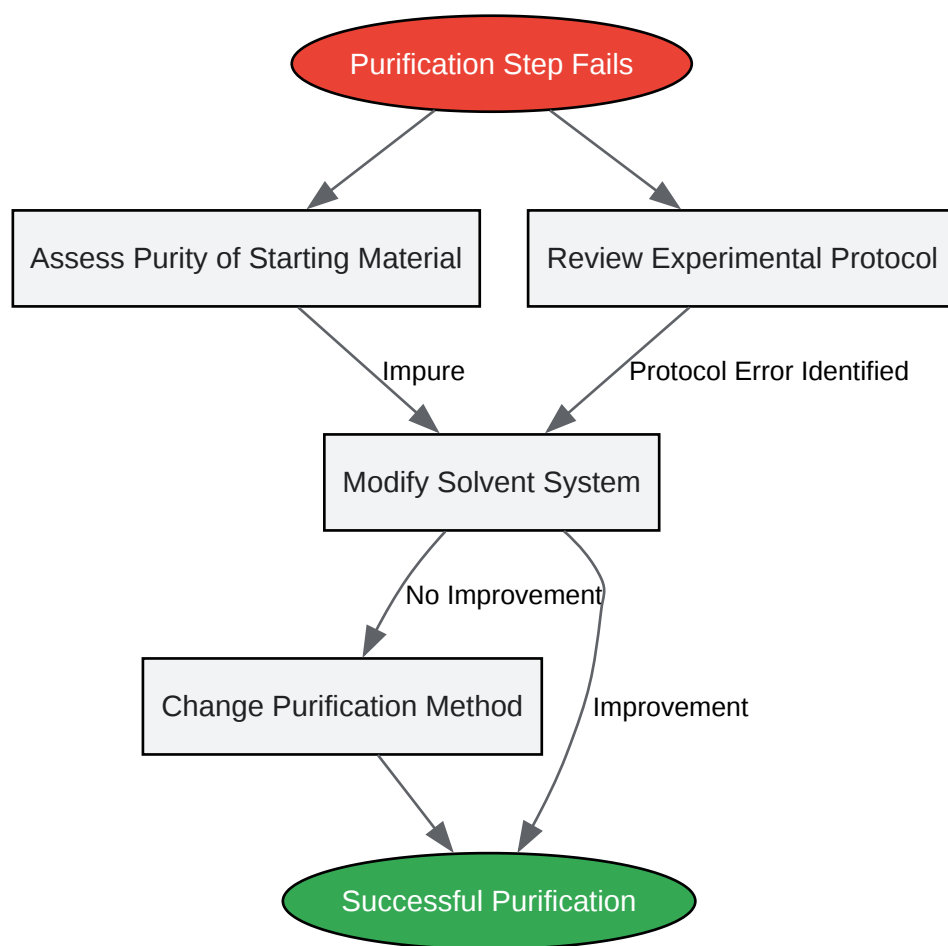 Purification Step Fails
Assess Purity of Starting Material
Review Experimental Protocol
Impure
Protocol Error Identified
Modify Solvent System
No Improvement
Change Purification Method
Improvement
Successful Purification